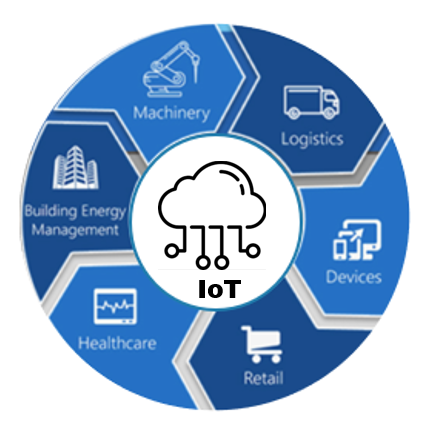 Machinery
Logistics
Building Energy
Management
IoT
Devices
Healthcare
Retail